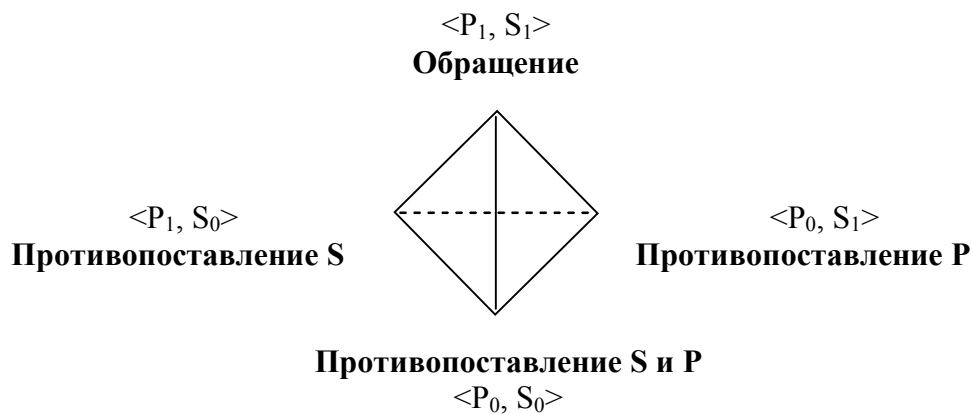 <P₁, S₁>
Обращение
<P₁, S₀>
Противопоставление S
<P₀, S₁>
Противопоставление P
Противопоставление S и P
<P₀, S₀>